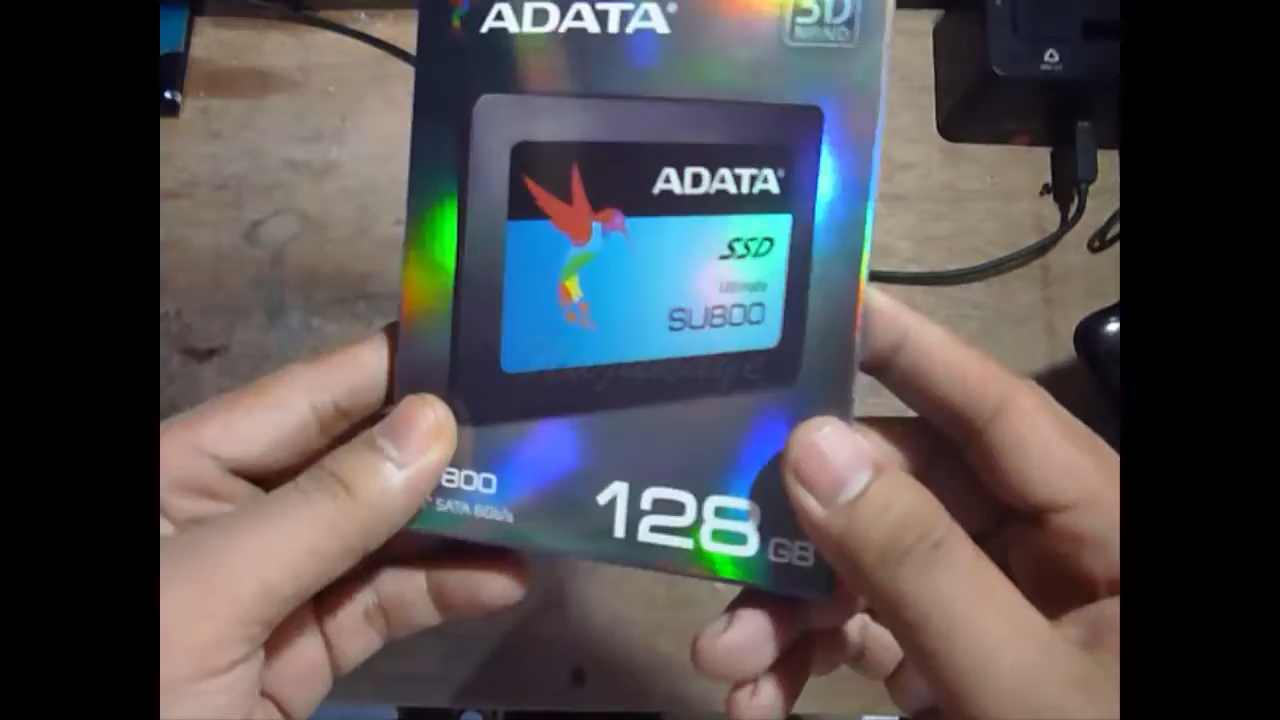 ADATA
3D
NAND
ADATA
SSD
Ultimate
SU800
800
SATA 6Gb/s
128 GB